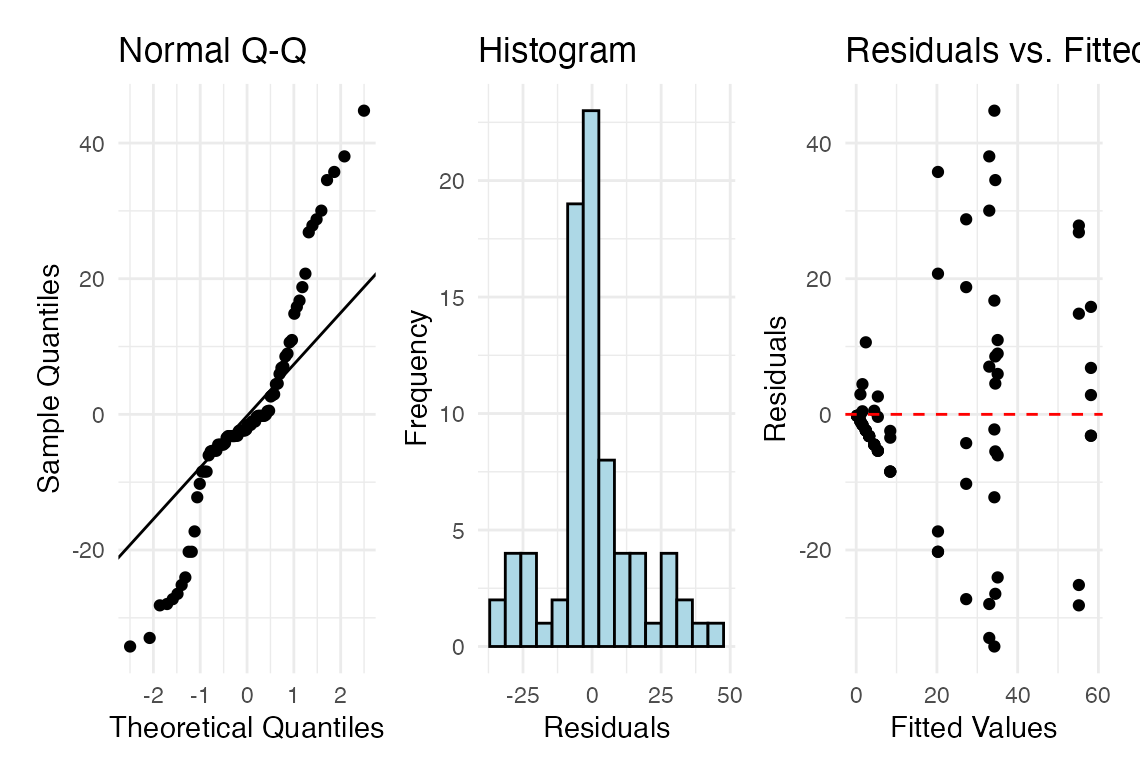 Normal Q-Q
Histogram
Residuals vs. Fitted
40
20
0
-20
-2 -1 0 1 2
Theoretical Quantiles
Sample Quantiles
20
15
10
5
0
-25 0 25 50
Residuals
Frequency
40
20
0
-20
0 20 40 60
Fitted Values
Residuals